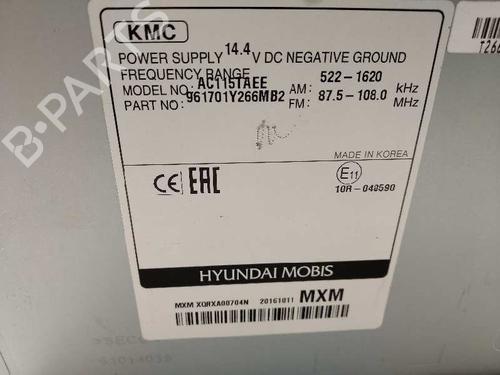 KMC
POWER SUPPLY 14.4 V DC NEGATIVE GROUND
FREQUENCY RANGE 522-1620
MODEL NO: AC115TAEE AM: kHz
PART NO: 961701Y266MB2 FM: 87.5-108.0 MHz
MADE IN KOREA
CE EAC E11
10R-040590
HYUNDAI MOBIS
MXM XQRXA00704N 20161011 MXM